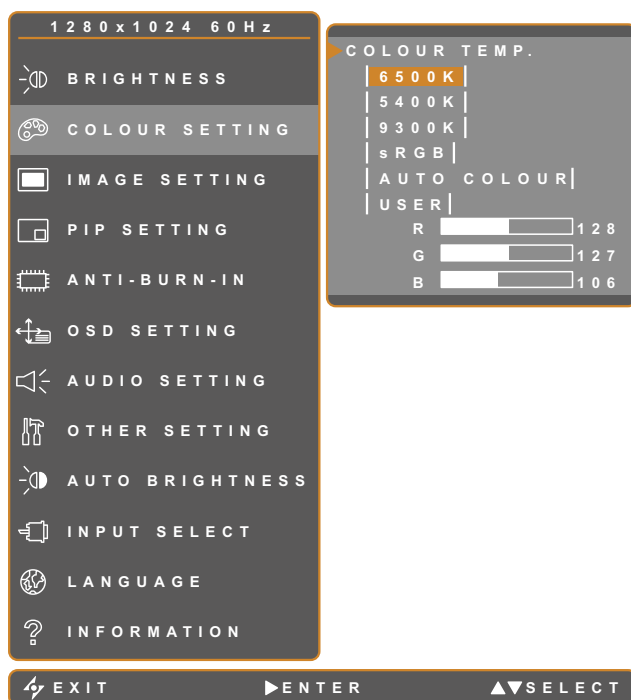 1280x1024 60Hz
BRIGHTNESS
COLOUR SETTING
IMAGE SETTING
PIP SETTING
ANTI-BURN-IN
OSD SETTING
AUDIO SETTING
OTHER SETTING
AUTO BRIGHTNESS
INPUT SELECT
LANGUAGE
INFORMATION
COLOUR TEMP.
6500K
5400K
9300K
sRGB
AUTO COLOUR
USER
R 128
G 127
B 106
EXIT ENTER SELECT